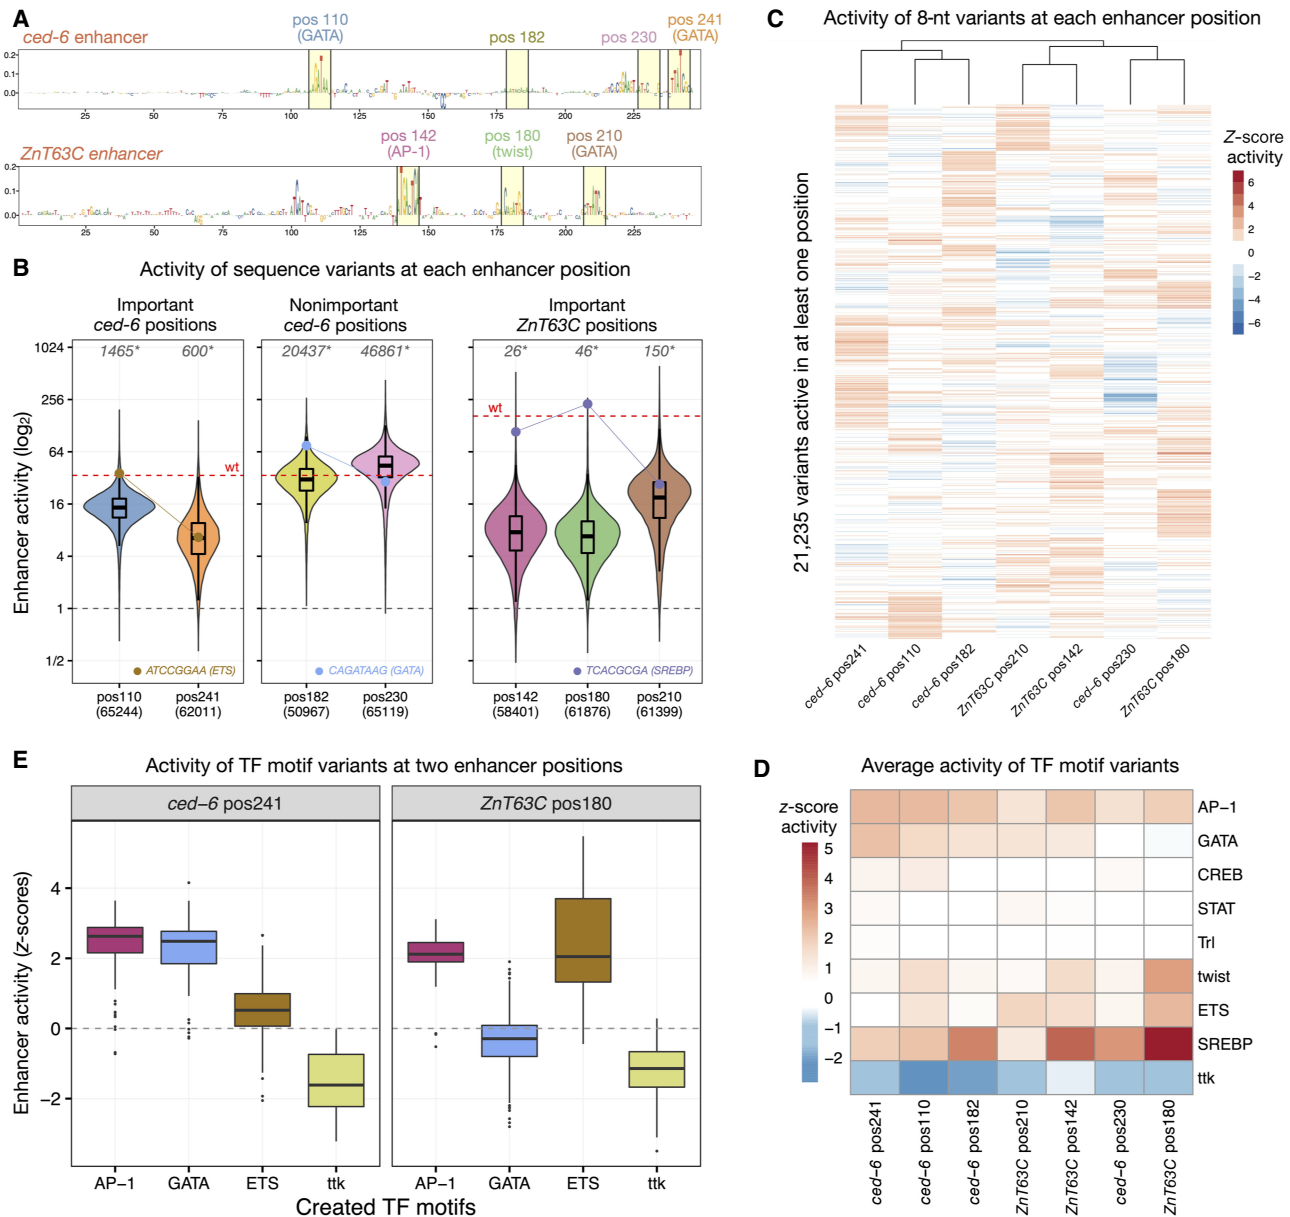 A
ced-6 enhancer
pos 110
(GATA)
pos 182
pos 230
pos 241
(GATA)
0.2
0.1
0.0
25
50
75
100
125
150
175
200
225
ZnT63C enhancer
pos 142
(AP-1)
pos 180
(twist)
pos 210
(GATA)
0.2
0.1
0.0
25
50
75
100
125
150
175
200
225
B
Activity of sequence variants at each enhancer position
Important
ced-6 positions
Nonimportant
ced-6 positions
Important
ZnT63C positions
Enhancer activity (log2)
1024
256
64
16
4
1
1/2
1465*
600*
20437*
46861*
26*
46*
150*
wt
wt
ATCCGGAA (ETS)
CAGATAAG (GATA)
TCACGCGA (SREBP)
pos110
(65244)
pos241
(62011)
pos182
(50967)
pos230
(65119)
pos142
(58401)
pos180
(61876)
pos210
(61399)
C
Activity of 8-nt variants at each enhancer position
21,235 variants active in at least one position
Z-score
activity
6
4
2
0
−2
−4
−6
ced-6 pos241
ced-6 pos110
ced-6 pos182
ZnT63C pos210
ZnT63C pos142
ced-6 pos230
ZnT63C pos180
E
Activity of TF motif variants at two enhancer positions
ced−6 pos241
ZnT63C pos180
Enhancer activity (z-scores)
4
2
0
−2
AP−1
GATA
ETS
ttk
AP−1
GATA
ETS
ttk
Created TF motifs
D
Average activity of TF motif variants
z-score
activity
5
4
3
2
1
0
−1
−2
AP−1
GATA
CREB
STAT
Trl
twist
ETS
SREBP
ttk
ced-6 pos241
ced-6 pos110
ced-6 pos182
ZnT63C pos210
ZnT63C pos142
ced-6 pos230
ZnT63C pos180